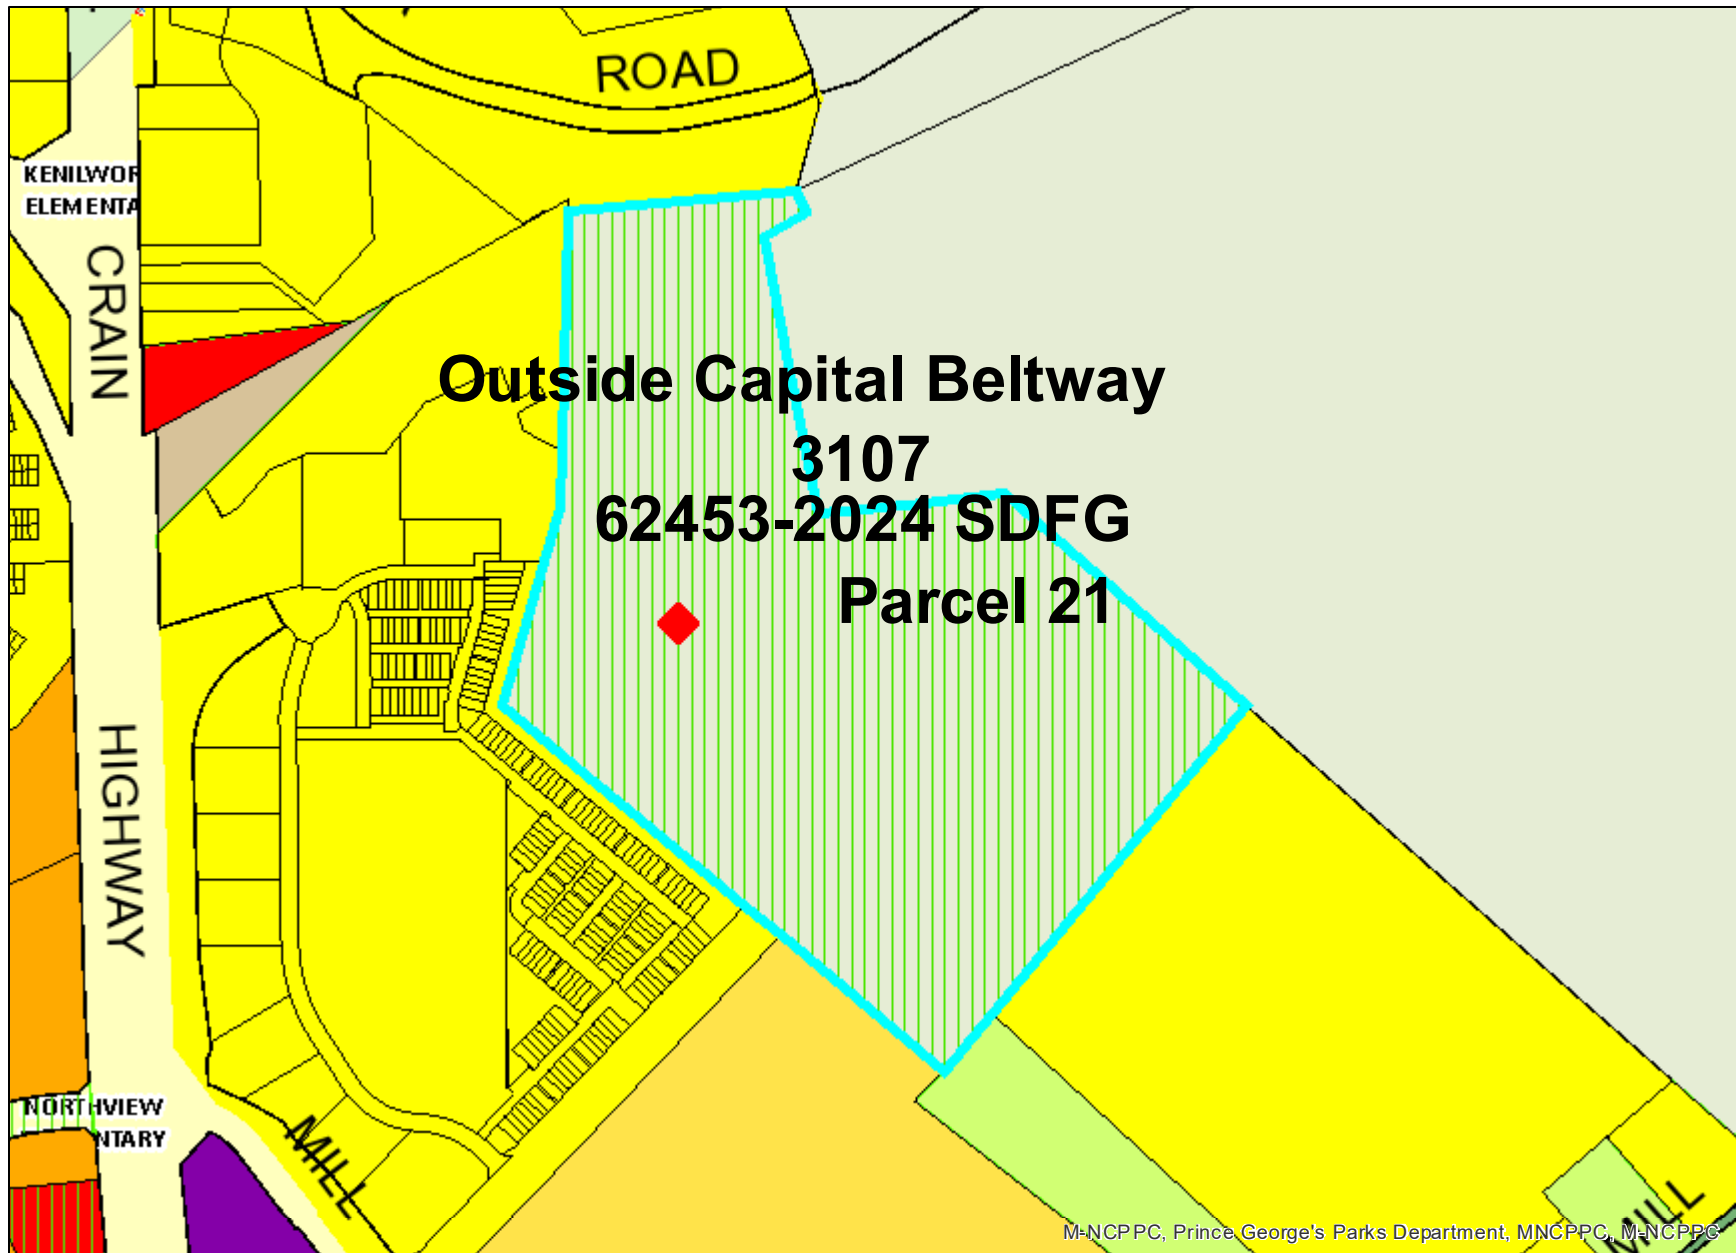 ROAD
KENILWOR
ELEMENTA
CRAIN
Outside Capital Beltway
3107
62453-2024 SDFG
Parcel 21
HIGHWAY
NORTHVIEW
NTARY
MILL
MILL
M-NCPPC, Prince George's Parks Department, MNCPPC, M-NCPPC